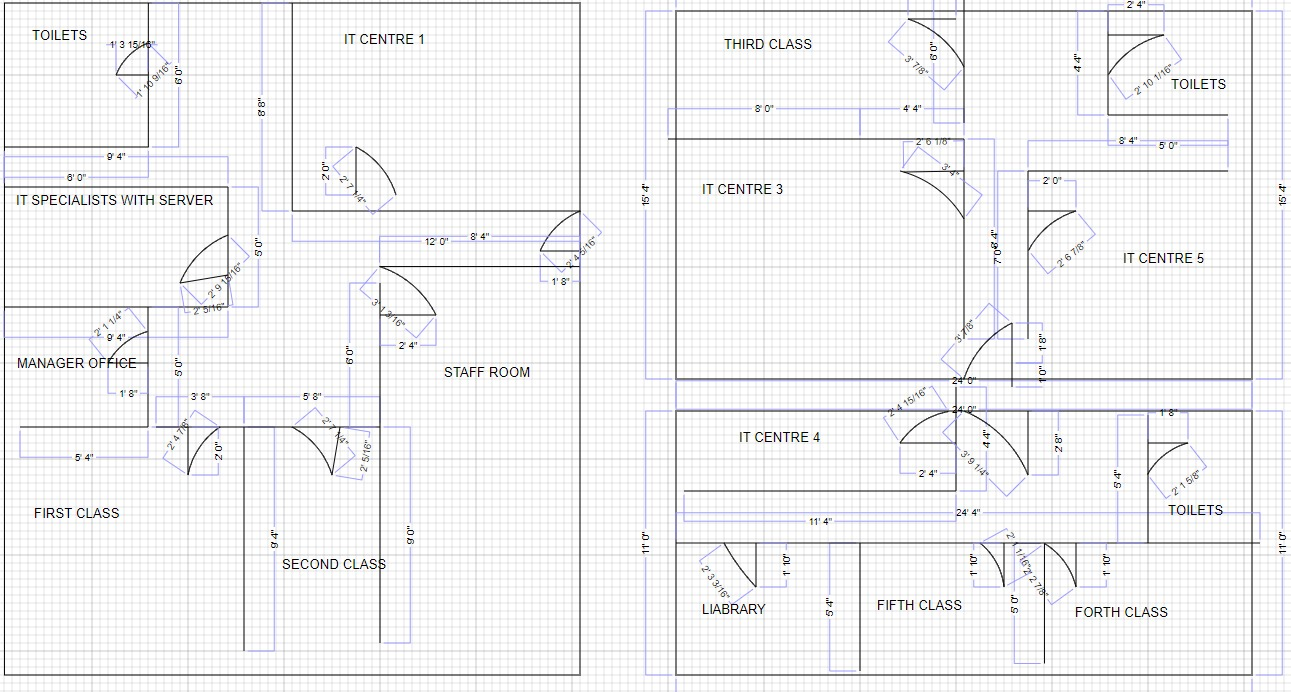 TOILETS
1' 3 15/16"
1' 10 9/16"
6' 0"
8' 8"
IT CENTRE 1
9' 4"
6' 0"
2' 0"
2' 7 1/4"
IT SPECIALISTS WITH SERVER
5' 0"
2' 9 15/16"
2' 5/16"
12' 0"
8' 4"
2' 4 5/16"
1' 8"
3' 1 3/16"
2' 4"
6' 0"
STAFF ROOM
2' 1 1/4"
9' 4"
MANAGER OFFICE
1' 8"
5' 0"
3' 8"
5' 8"
5' 4"
2' 4 7/8"
2' 0"
2' 7 1/4"
2' 5/16"
FIRST CLASS
9' 4"
9' 0"
SECOND CLASS
THIRD CLASS
6' 0"
3' 7/8"
4' 4"
2' 4"
2' 10 1/16"
TOILETS
8' 0"
4' 4"
8' 4"
5' 0"
2' 6 1/8"
3' 4"
15' 4"
IT CENTRE 3
2' 0"
2' 6 7/8"
15' 4"
7' 0"
8' 4"
IT CENTRE 5
3' 7/8"
1' 8"
1' 0"
24' 0"
24' 0"
2' 4 15/16"
IT CENTRE 4
2' 4"
4' 4"
3' 9 1/4"
2' 8"
1' 8"
5' 4"
2' 1 5/8"
TOILETS
24' 4"
11' 4"
11' 0"
11' 0"
2' 3 3/16"
1' 10"
LIABRARY
5' 4"
FIFTH CLASS
1' 10"
2' 1 1/16"
2' 2 7/8"
5' 0"
1' 10"
FORTH CLASS